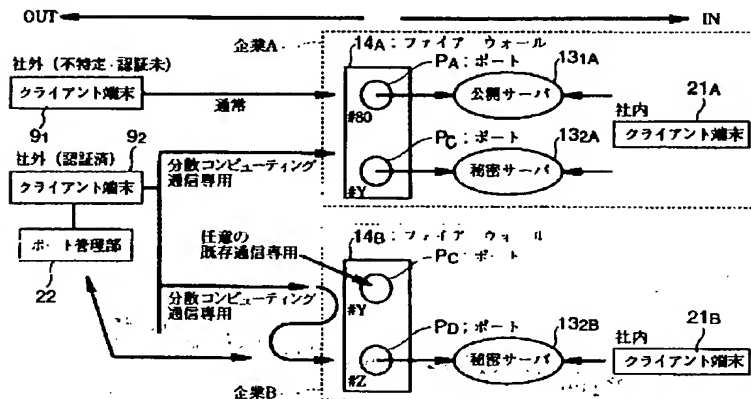 OUT
IN
企業A
14A：ファイア ウォール
社外（不特定・認証未）
クライアント端末
91
通常
PA；ポート
#80
公開サーバ
131A
社内
21A
クライアント端末
社外（認証済）
92
クライアント端末
分散コンピューティング
通信専用
PC；ポート
#Y
秘密サーバ
132A
ポート管理部
22
14B：ファイア ウォール
任意の
既存通信専用
PC：ポート
#Y
分散コンピューティング
通信専用
PD；ポート
#Z
秘密サーバ
132B
社内
21B
クライアント端末
企業B